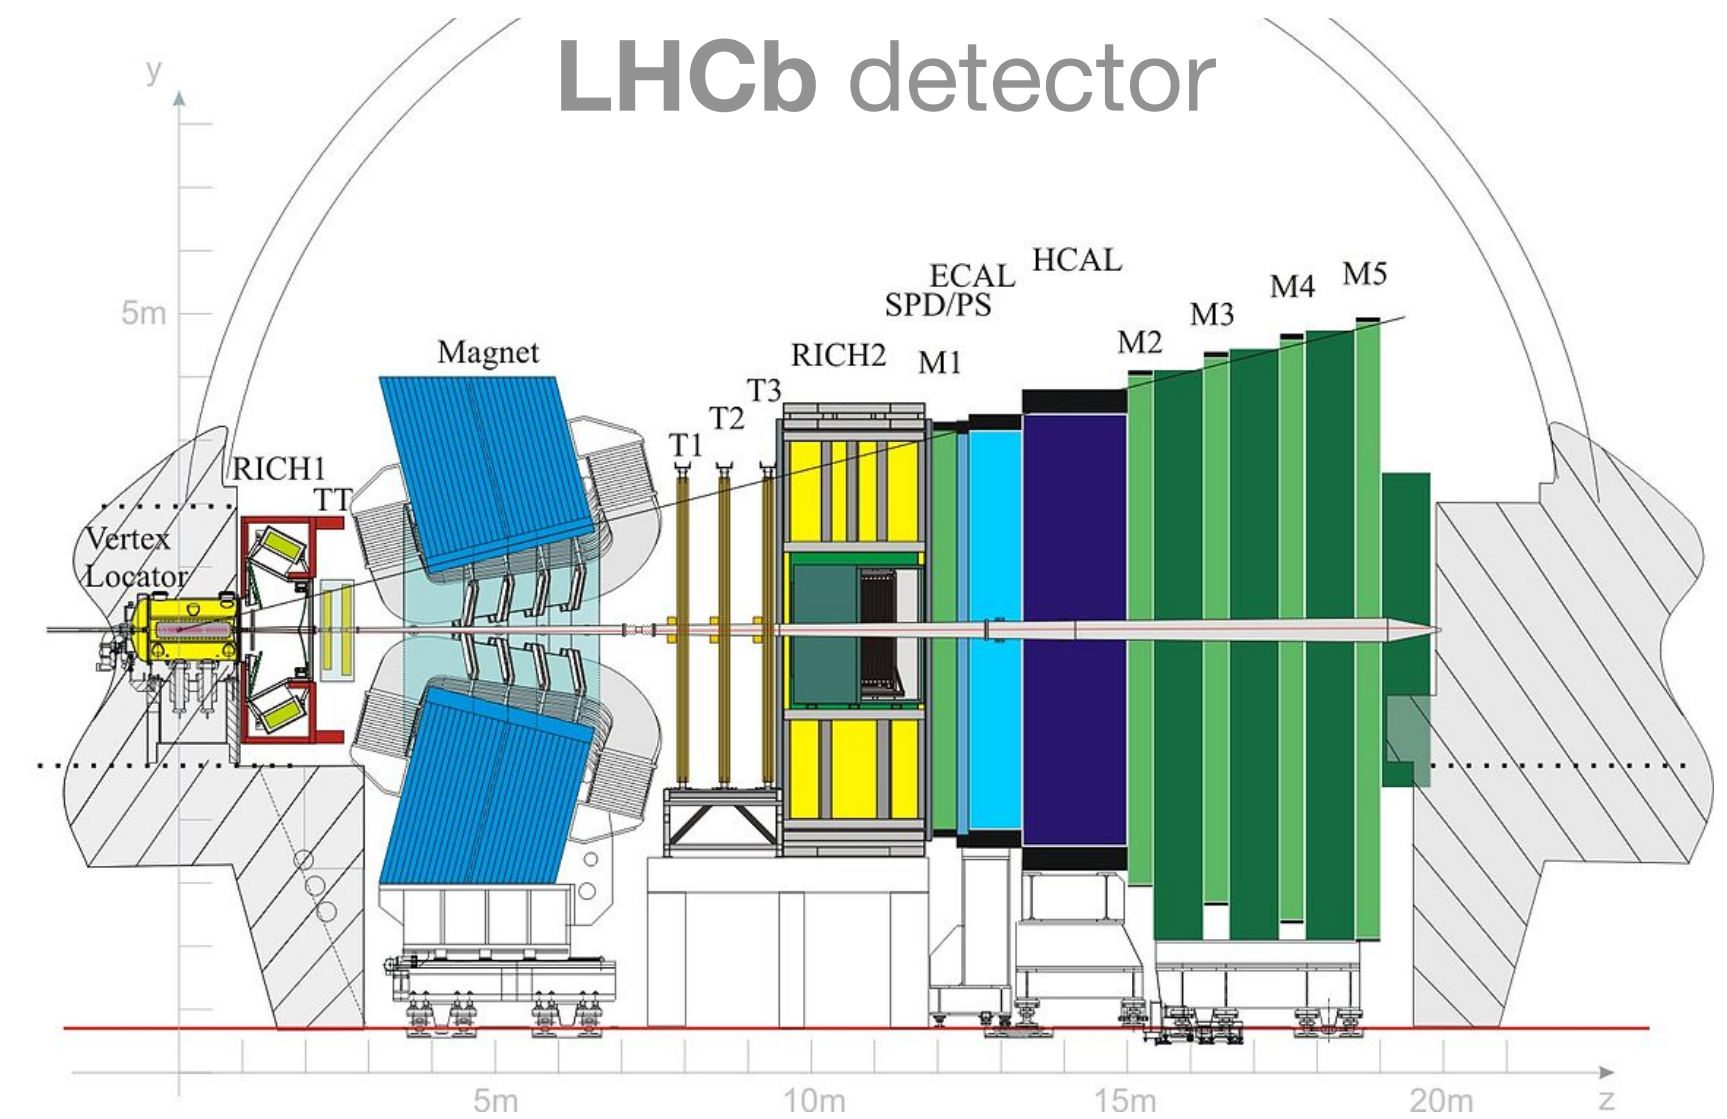 LHCb detector
y
HCAL
ECAL
M5
M4
SPD/PS
5m
M3
M2
Magnet
RICH2
M1
T3
T2
T1
RICH1
TT
Vertex
Locator
5m
10m
15m
20m
z